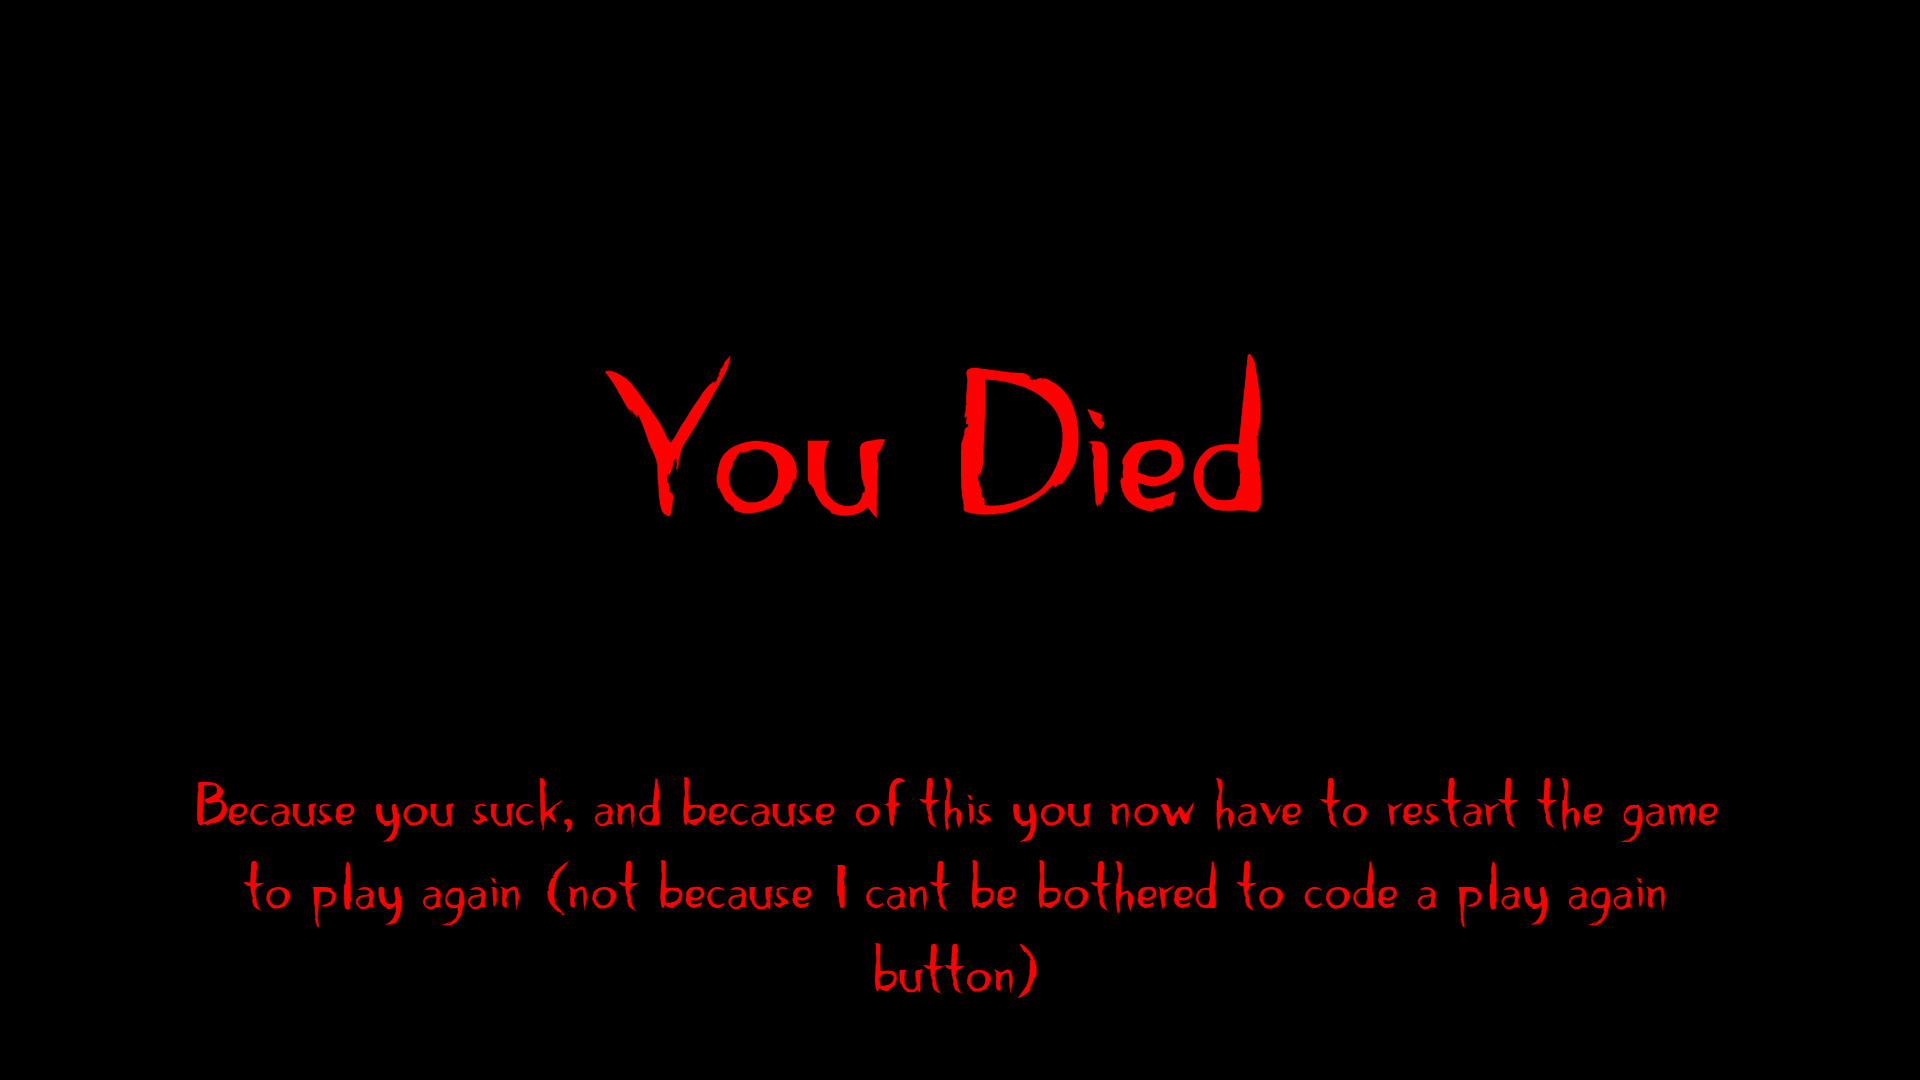 You Died
Because you suck, and because of this you now have to restart the game
to play again (not because I cant be bothered to code a play again
button)